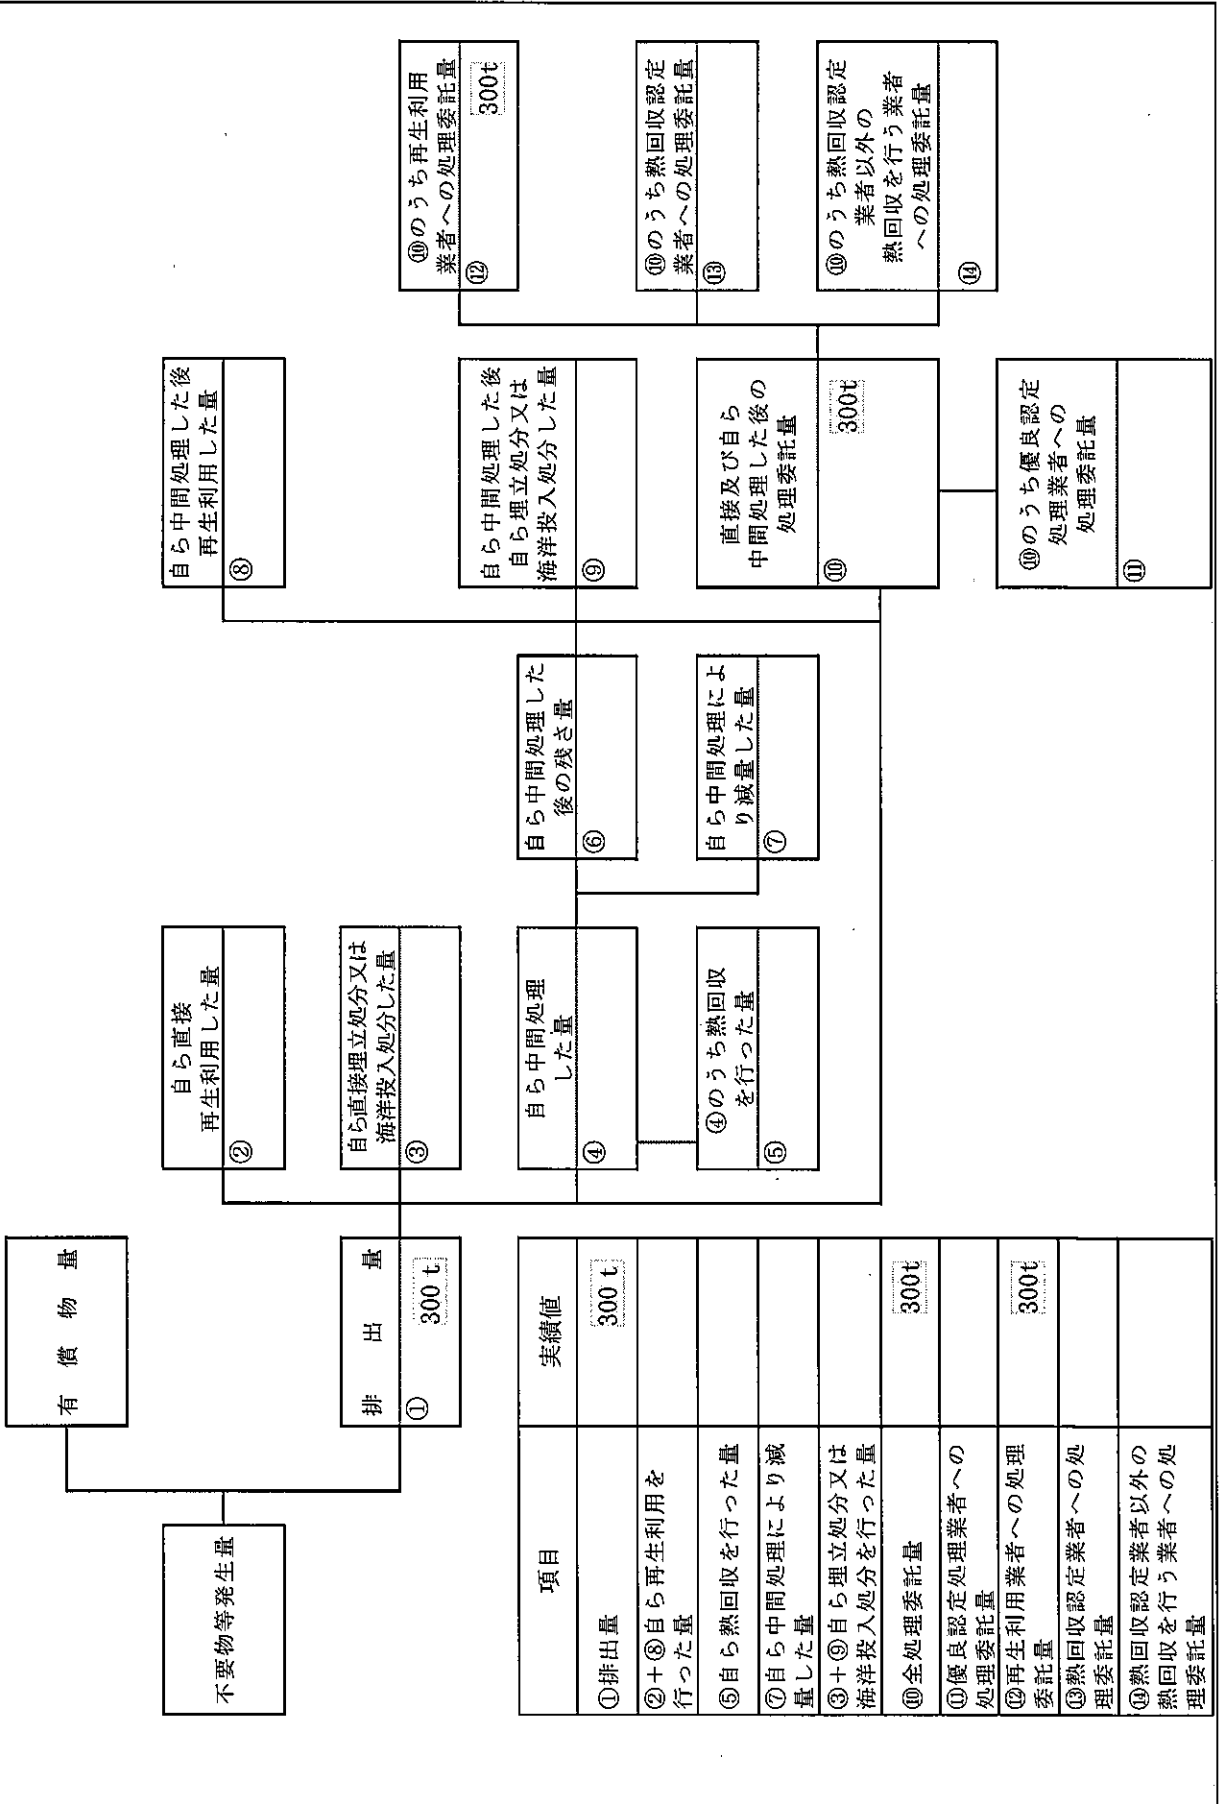 不要物等発生量
有償物量
排出量
①
300 t
自ら直接
再生利用した量
②
自ら直接埋立処分又は
海洋投入処分した量
③
自ら中間処理
した量
④
④のうち熱回収
を行った量
⑤
自ら中間処理した
後の残さ量
⑥
自ら中間処理によ
り減量した量
⑦
自ら中間処理した後
再生利用した量
⑧
自ら中間処理した後
自ら埋立処分又は
海洋投入処分した量
⑨
直接及び自ら
中間処理した後の
処理委託量
⑩
300t
⑩のうち優良認定
処理業者への
処理委託量
⑪
⑩のうち再生利用
業者への処理委託量
⑫
300t
⑩のうち熱回収認定
業者への処理委託量
⑬
⑩のうち熱回収認定
業者以外の
熱回収を行う業者
への処理委託量
⑭
項目 実績値
①排出量 300 t
②+⑧自ら再生利用を
行った量
⑤自ら熱回収を行った量
⑦自ら中間処理により減
量した量
③+⑨自ら埋立処分又は
海洋投入処分を行った量
⑩全処理委託量 300t
⑪優良認定処理業者への
処理委託量
⑫再生利用業者への処理
委託量 300t
⑬熱回収認定業者への処
理委託量
⑭熱回収認定業者以外の
熱回収を行う業者への処
理委託量